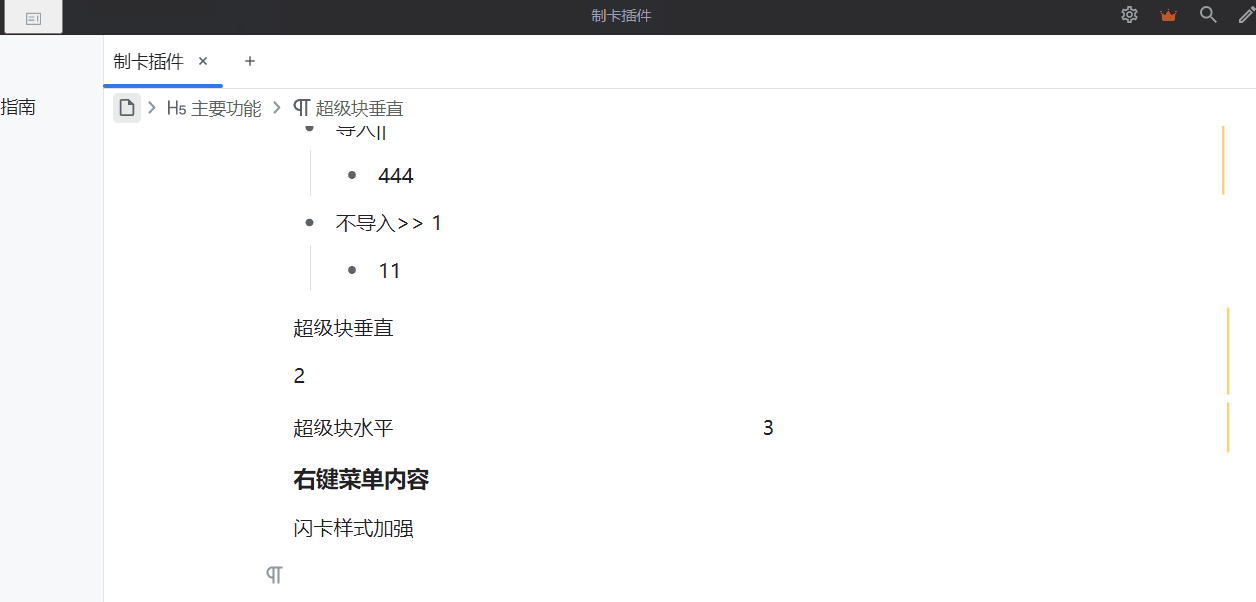 制卡插件
制卡插件 × +
指南
H5 主要功能 > ¶ 超级块垂直
导入||
444
不导入>> 1
11
超级块垂直
2
超级块水平 3
右键菜单内容
闪卡样式加强
¶